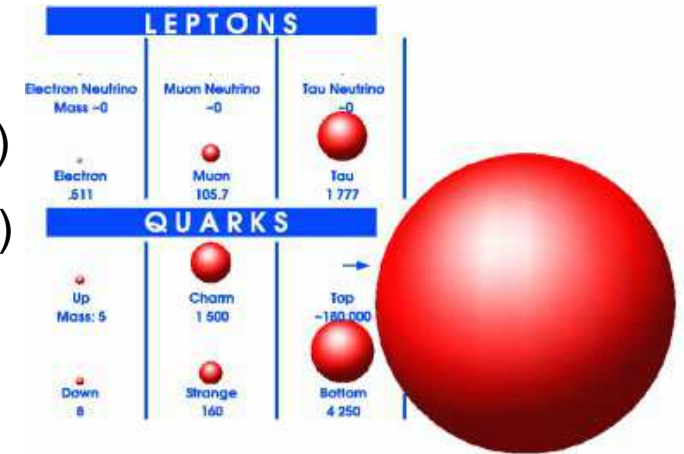 LEPTONS
Electron Neutrino Muon Neutrino Tau Neutrino
Mass ~0 ~0 ~0
)
Electron Muon Tau
.511 105.7 1 777
)
QUARKS
Up Charm Top
Mass: 5 1 500 ~180 000
Down Strange Bottom
8 160 4 250